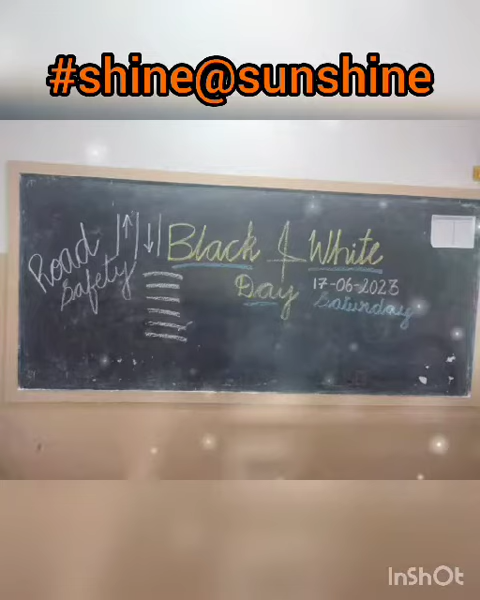 #shine@sunshine
Road
Safety
Black & White
Day
17-06-2023
Saturday
InShOt